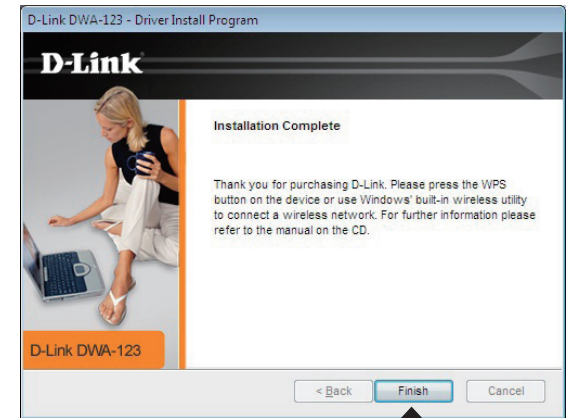 D-Link DWA-123 - Driver Install Program
D-Link
Installation Complete
Thank you for purchasing D-Link. Please press the WPS
button on the device or use Windows' built-in wireless utility
to connect a wireless network. For further information please
refer to the manual on the CD.
D-Link DWA-123
< Back
Finish
Cancel